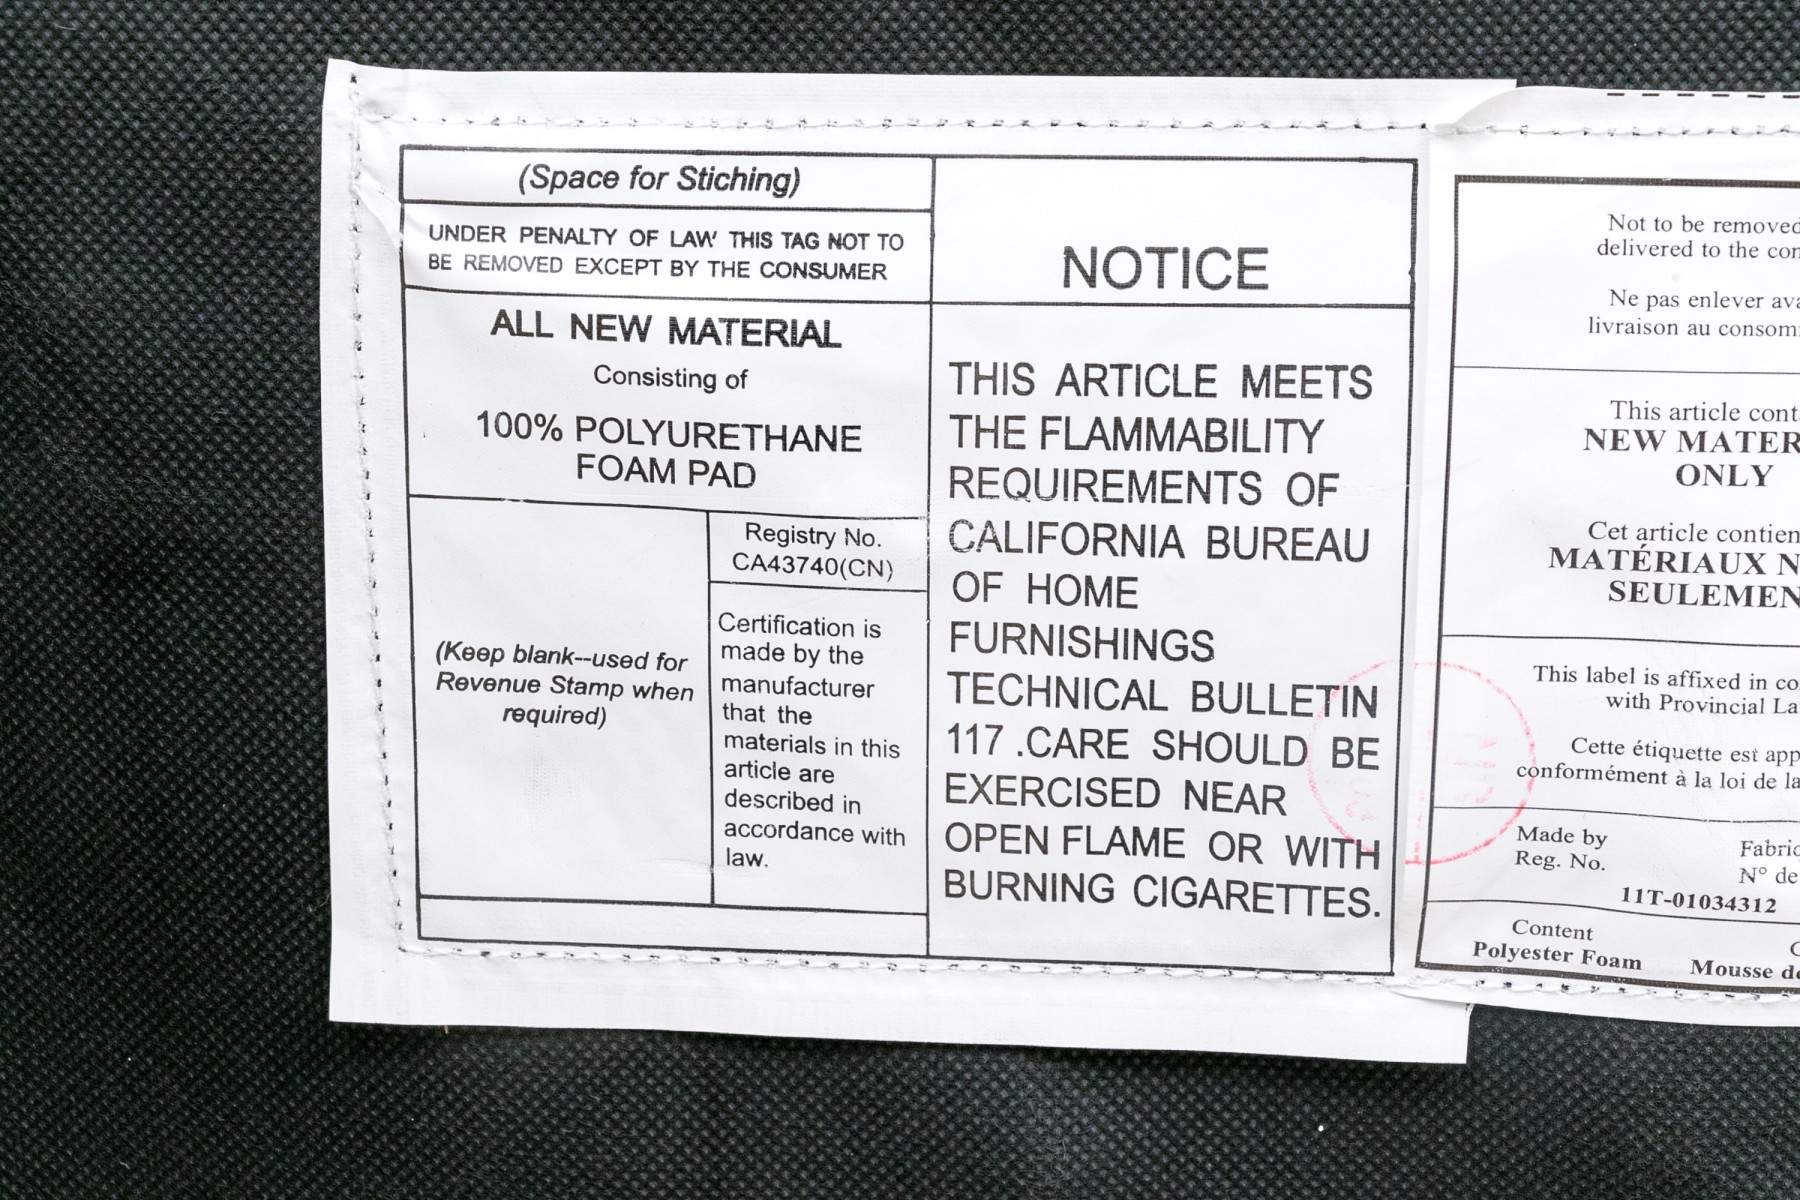 (Space for Stiching)
UNDER PENALTY OF LAW' THIS TAG NOT TO
BE REMOVED EXCEPT BY THE CONSUMER
ALL NEW MATERIAL
Consisting of
100% POLYURETHANE
FOAM PAD
(Keep blank--used for
Revenue Stamp when
required)
Registry No.
CA43740(CN)
Certification is
made by the
manufacturer
that the
materials in this
article are
described in
accordance with
law.
NOTICE
THIS ARTICLE MEETS
THE FLAMMABILITY
REQUIREMENTS OF
CALIFORNIA BUREAU
OF HOME
FURNISHINGS
TECHNICAL BULLETIN
117 .CARE SHOULD BE
EXERCISED NEAR
OPEN FLAME OR WITH
BURNING CIGARETTES.
Not to be removed
delivered to the
Ne pas enlever
livraison au
This article
NEW
ONLY
Cet article
MATÉRIAUX
This label is affixed in
with Provincial
Cette étiquette est
conformément à la loi de la
Made by
Reg. No.
N° de
11T-01034312
Content
Polyester Foam
Mousse